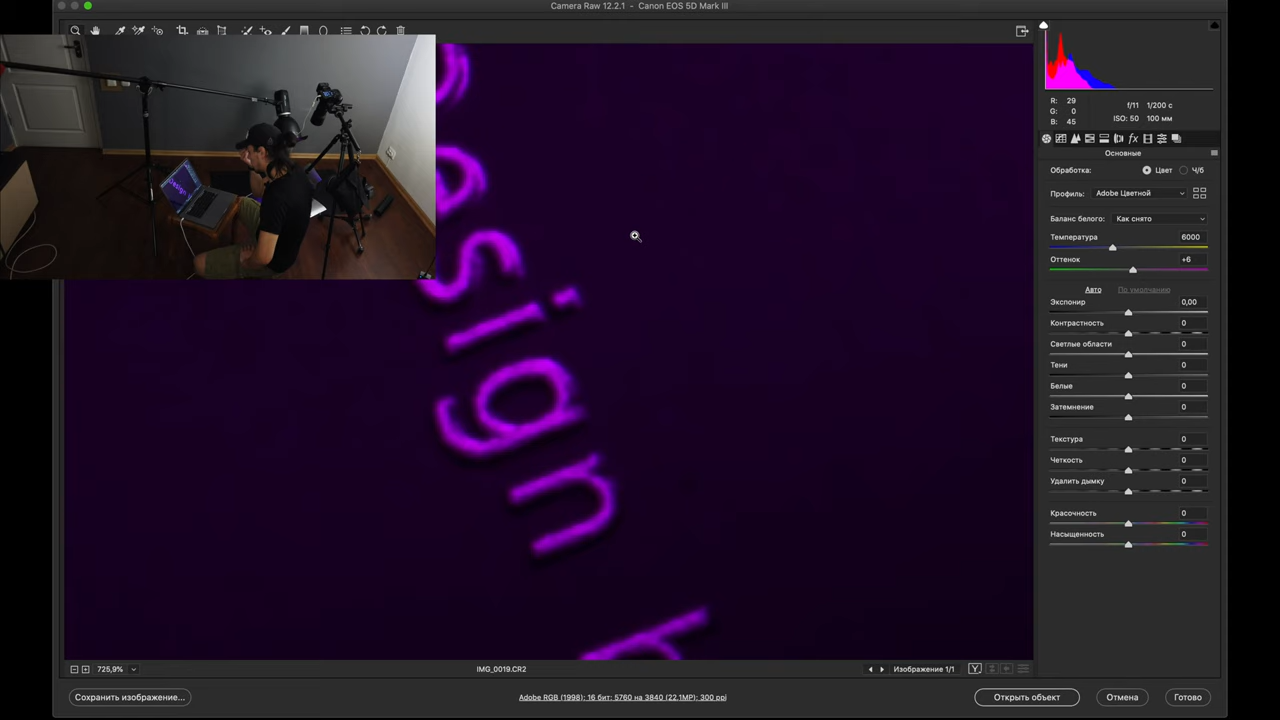 Camera Raw 12.2.1 - Canon EOS 5D Mark III
Design
esign
R: 29
G: 0
B: 45
f/11 1/200 с
ISO: 50 100 мм
Основные
Обработка: Цвет Ч/б
Профиль: Adobe Цветной
Баланс белого: Как снято
Температура 6000
Оттенок +6
Авто По умолчанию
Экспонир 0,00
Контрастность 0
Светлые области 0
Тени 0
Белые 0
Затемнение 0
Текстура 0
Четкость 0
Удалить дымку 0
Красочность 0
Насыщенность 0
725,9%
IMG_0019.CR2
Изображение 1/1
Y
Сохранить изображение...
Adobe RGB (1998); 16 бит; 5760 на 3840 (22,1MP); 300 ppi
Открыть объект
Отмена
Готово